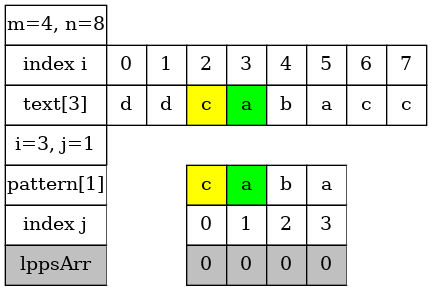 m=4, n=8
index i 0 1 2 3 4 5 6 7
text[3] d d c a b a c c
i=3, j=1
pattern[1] c a b a
index j 0 1 2 3
lppsArr 0 0 0 0